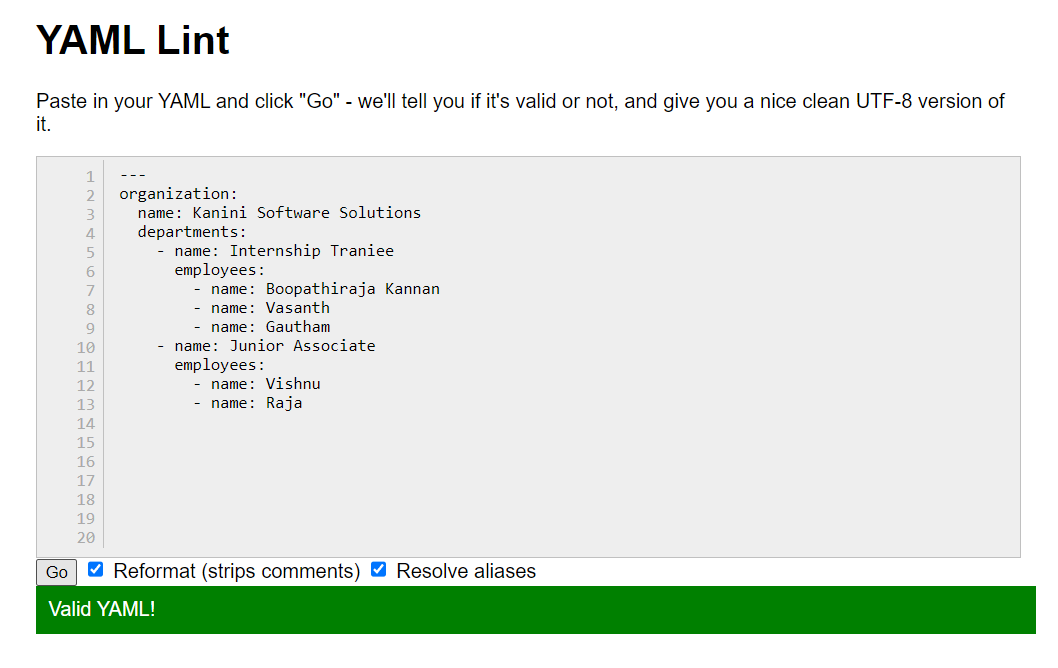 YAML Lint
Paste in your YAML and click "Go" - we'll tell you if it's valid or not, and give you a nice clean UTF-8 version of
it.
1 ---
2 organization:
3   name: Kanini Software Solutions
4   departments:
5     - name: Internship Traniee
6       employees:
7         - name: Boopathiraja Kannan
8         - name: Vasanth
9         - name: Gautham
10     - name: Junior Associate
11       employees:
12         - name: Vishnu
13         - name: Raja
14
15
16
17
18
19
20
Go Reformat (strips comments) Resolve aliases
Valid YAML!